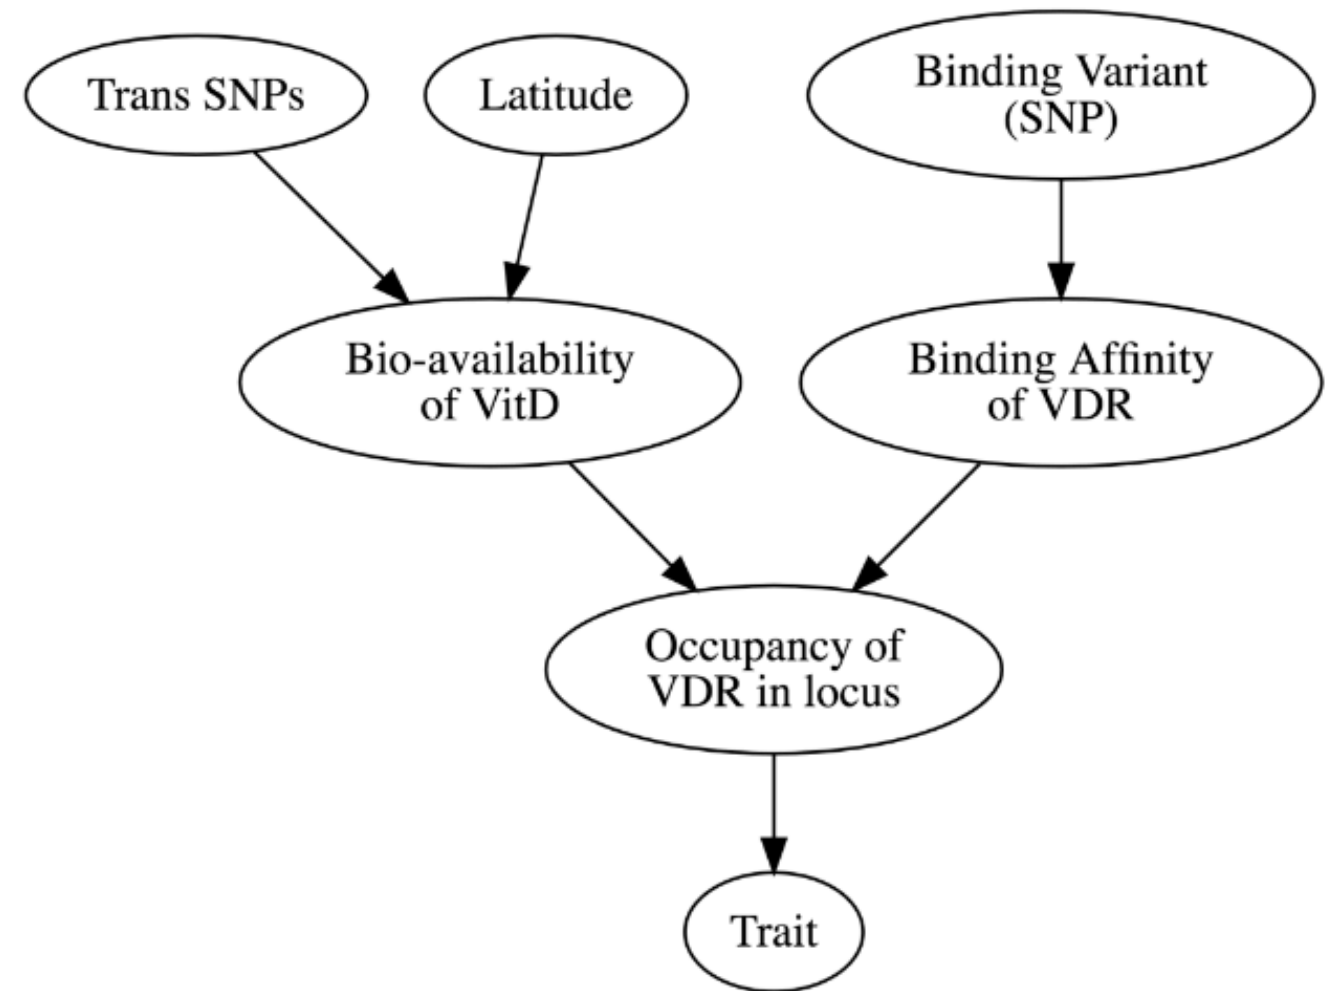 Trans SNPs
Latitude
Binding Variant
(SNP)
Bio-availability
of VitD
Binding Affinity
of VDR
Occupancy of
VDR in locus
Trait